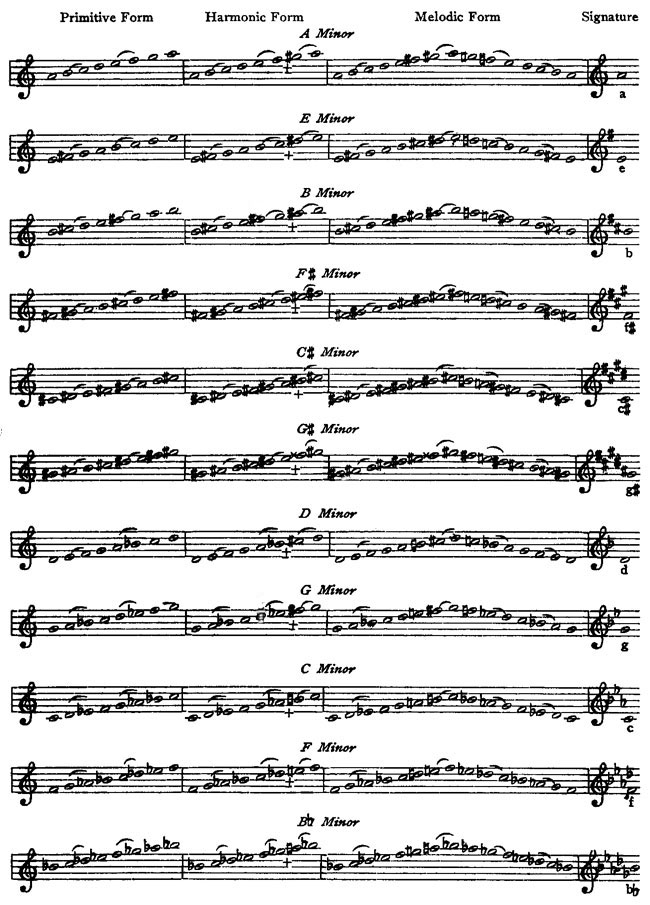 Primitive Form Harmonic Form Melodic Form Signature
A Minor
a
E Minor
e
B Minor
b
F♯ Minor
f♯
C♯ Minor
c♯
G♯ Minor
g♯
D Minor
d
G Minor
g
C Minor
c
F Minor
f
B♭ Minor
b♭